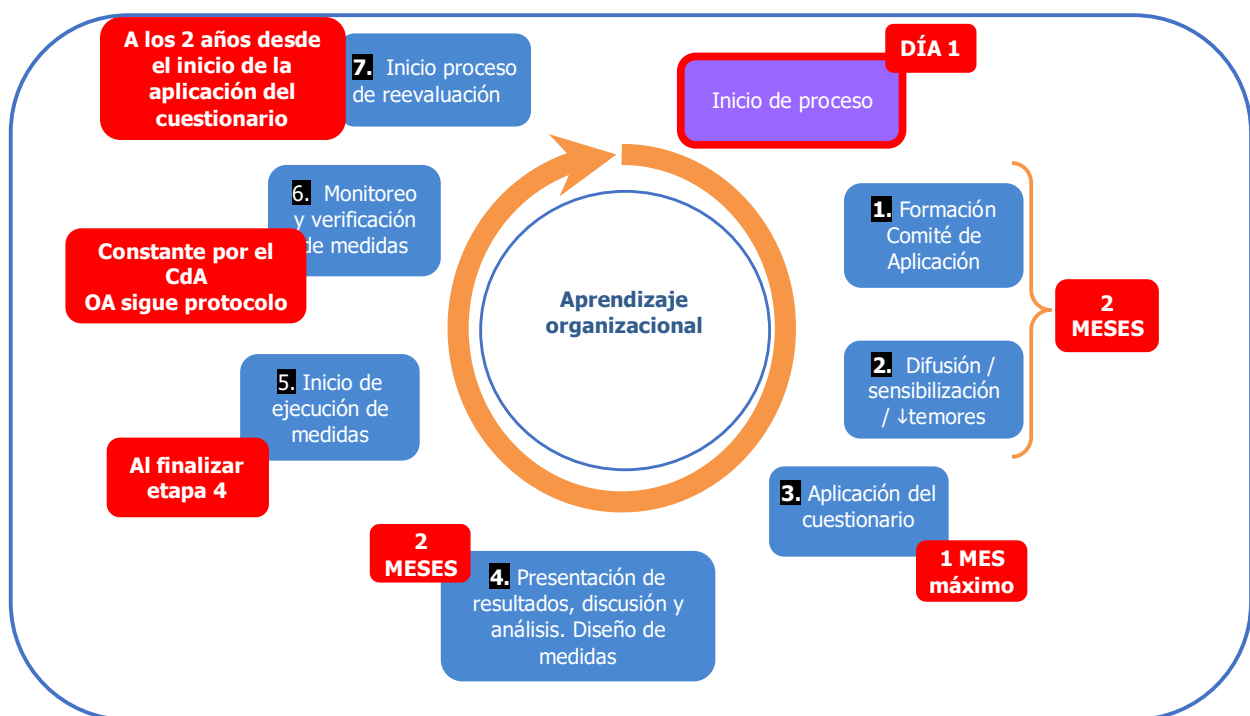 DÍA 1
Inicio de proceso
1. Formación
Comité de
Aplicación
2. Difusión /
sensibilización
/ ↓temores
2
MESES
3. Aplicación del
cuestionario
1 MES
máximo
4. Presentación de
resultados, discusión y
análisis. Diseño de
medidas
2
MESES
5. Inicio de
ejecución de
medidas
Al finalizar
etapa 4
6. Monitoreo
y verificación
de medidas
Constante por el
CdA
OA sigue protocolo
7. Inicio proceso
de reevaluación
A los 2 años desde
el inicio de la
aplicación del
cuestionario
Aprendizaje
organizacional